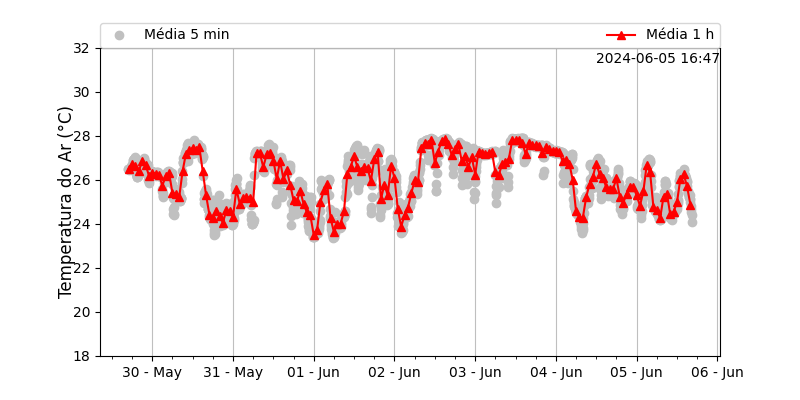 Média 5 min
Média 1 h
2024-06-05 16:47
Temperatura do Ar (°C)
32
30
28
26
24
22
20
18
30 - May
31 - May
01 - Jun
02 - Jun
03 - Jun
04 - Jun
05 - Jun
06 - Jun